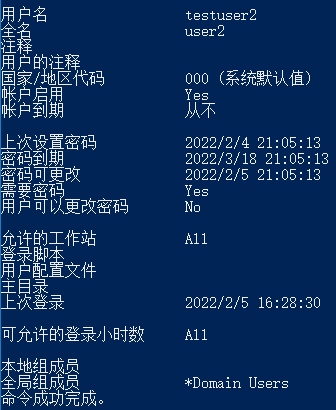 用户名 testuser2
全名 user2
注释
用户的注释
国家/地区代码 000 (系统默认值)
帐户启用 Yes
帐户到期 从不
上次设置密码 2022/2/4 21:05:13
密码到期 2022/3/18 21:05:13
密码可更改 2022/2/5 21:05:13
需要密码 Yes
用户可以更改密码 No
允许的工作站 All
登录脚本
用户配置文件
主目录
上次登录 2022/2/5 16:28:30
可允许的登录小时数 All
本地组成员
全局组成员 *Domain Users
命令成功完成。